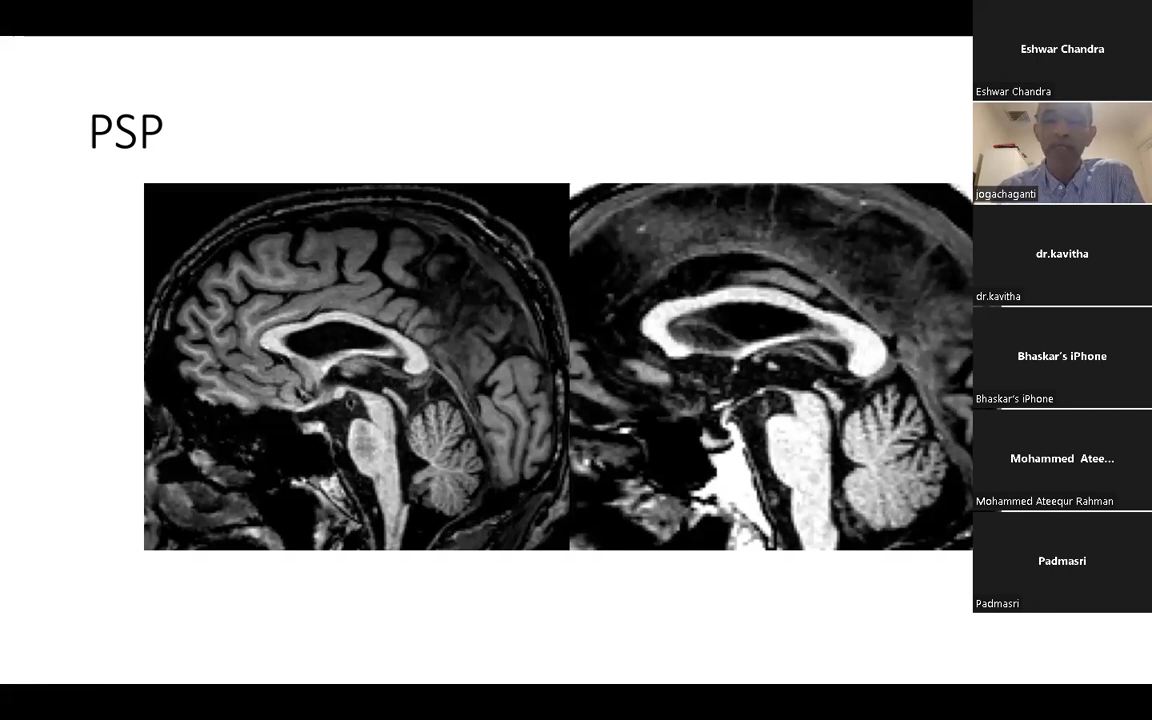 PSP
Eshwar Chandra
Eshwar Chandra
jogachaganti
dr.kavitha
dr.kavitha
Bhaskar's iPhone
Bhaskar's iPhone
Mohammed Atee...
Mohammed Ateequr Rahman
Padmasri
Padmasri